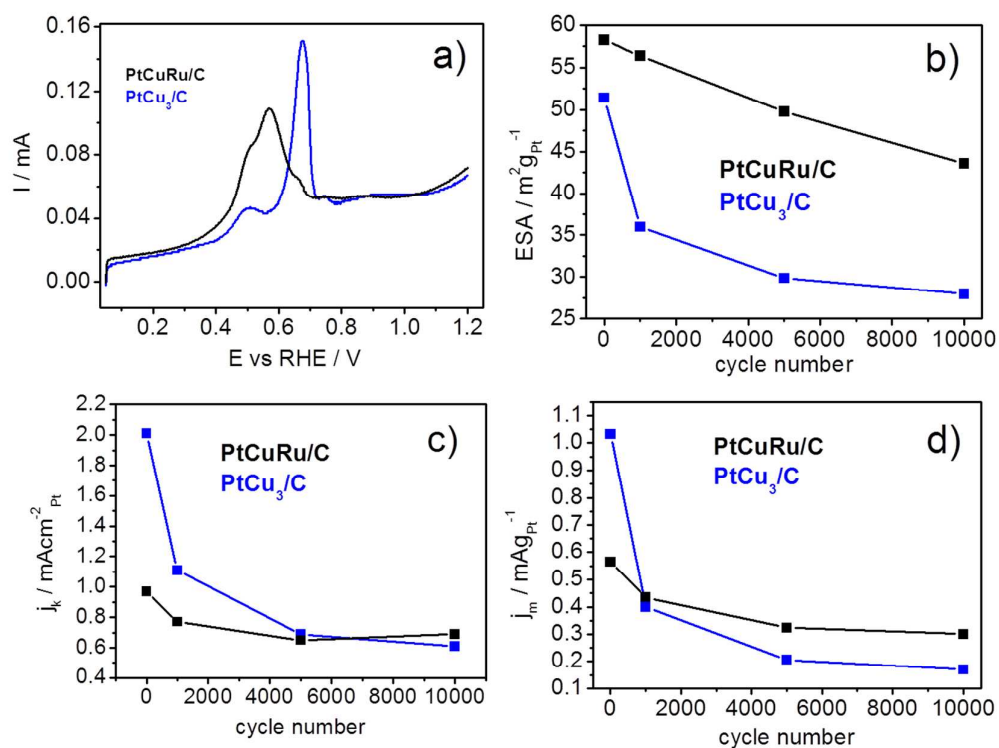 a)
PtCuRu/C
PtCu₃/C
I / mA
0.16
0.12
0.08
0.04
0.00
0.2 0.4 0.6 0.8 1.0 1.2
E vs RHE / V
b)
PtCuRu/C
PtCu₃/C
ESA / m²g_Pt⁻¹
60
55
50
45
40
35
30
25
0 2000 4000 6000 8000 10000
cycle number
c)
PtCuRu/C
PtCu₃/C
jₖ / mAcm⁻²_Pt
2.2
2.0
1.8
1.6
1.4
1.2
1.0
0.8
0.6
0.4
0 2000 4000 6000 8000 10000
cycle number
d)
PtCuRu/C
PtCu₃/C
jₘ / mAg_Pt⁻¹
1.1
1.0
0.9
0.8
0.7
0.6
0.5
0.4
0.3
0.2
0.1
0 2000 4000 6000 8000 10000
cycle number